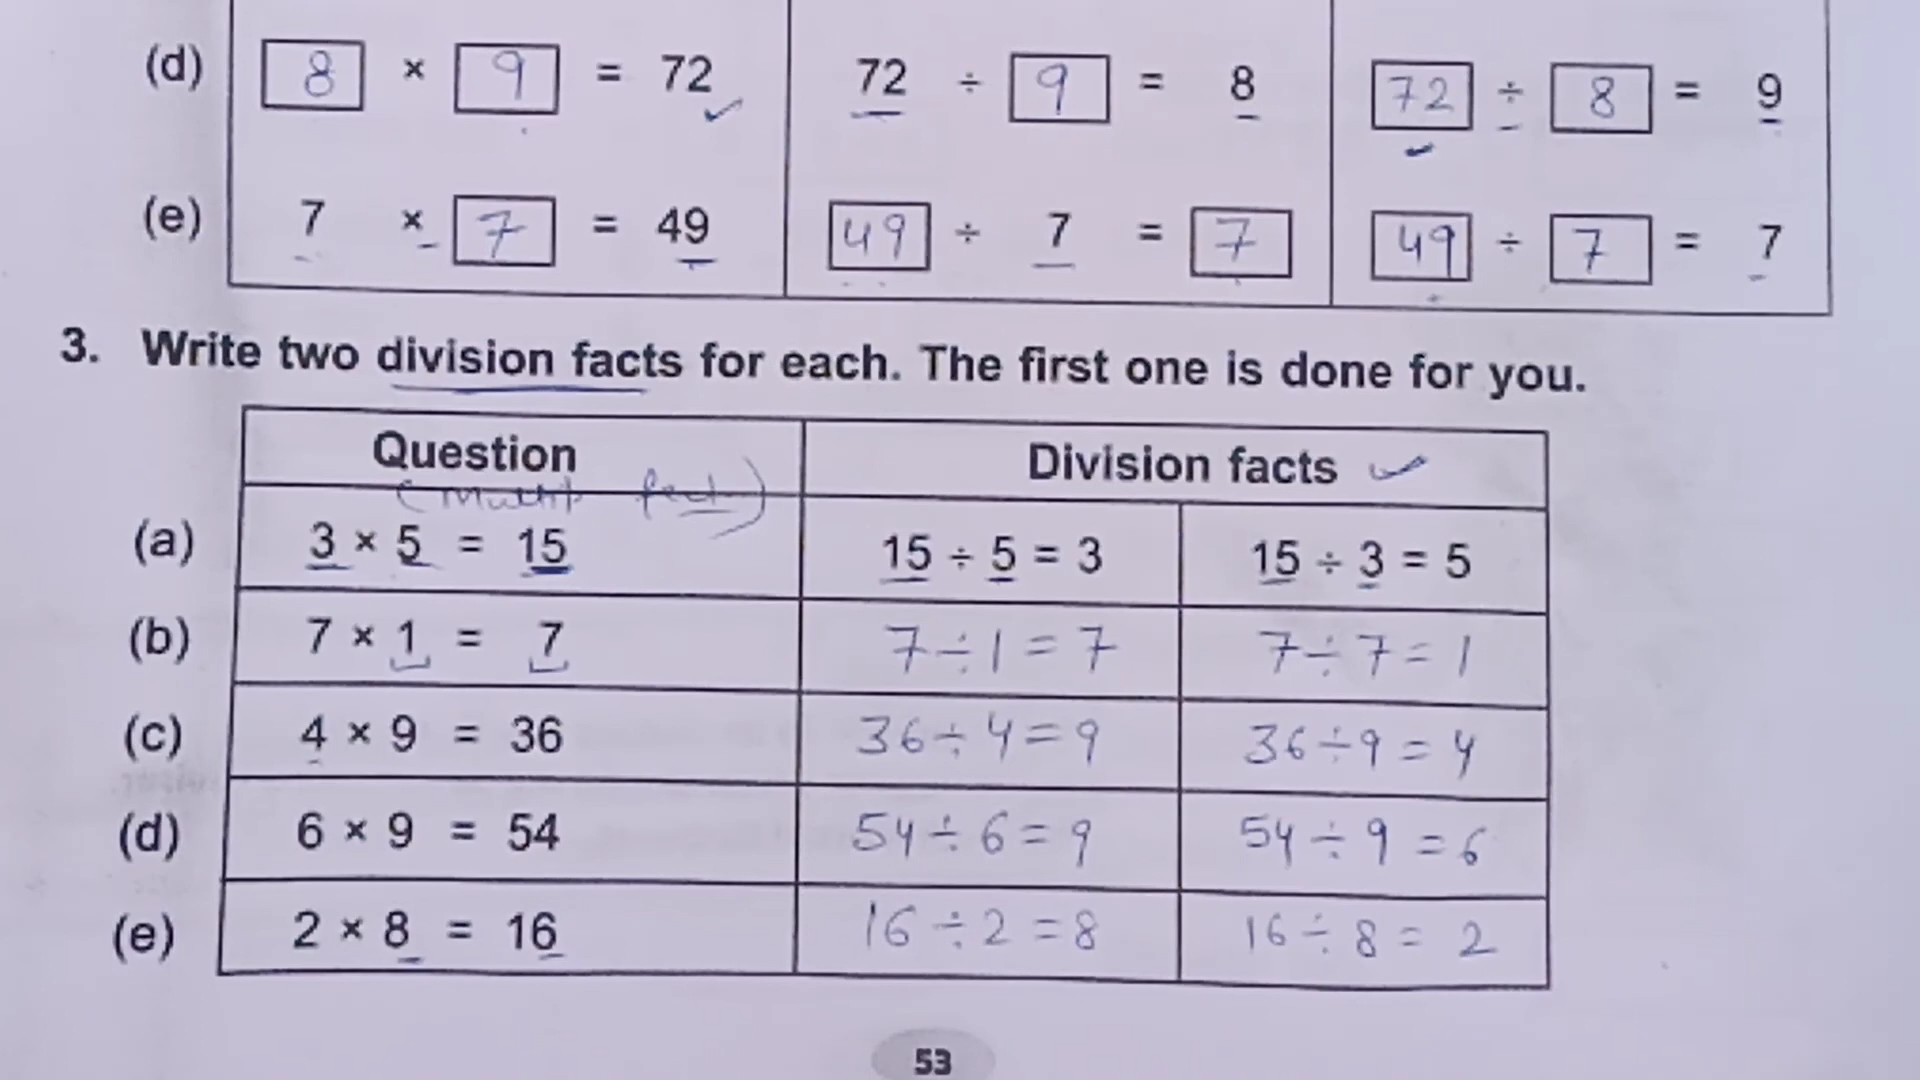 (d) 8 × 9 = 72 72 ÷ 9 = 8 72 ÷ 8 = 9
(e) 7 × 7 = 49 49 ÷ 7 = 7 49 ÷ 7 = 7
3. Write two division facts for each. The first one is done for you.
Question Division facts
(Multip fact)
(a) 3 × 5 = 15 15 ÷ 5 = 3 15 ÷ 3 = 5
(b) 7 × 1 = 7 7 ÷ 1 = 7 7 ÷ 7 = 1
(c) 4 × 9 = 36 36 ÷ 4 = 9 36 ÷ 9 = 4
(d) 6 × 9 = 54 54 ÷ 6 = 9 54 ÷ 9 = 6
(e) 2 × 8 = 16 16 ÷ 2 = 8 16 ÷ 8 = 2
53